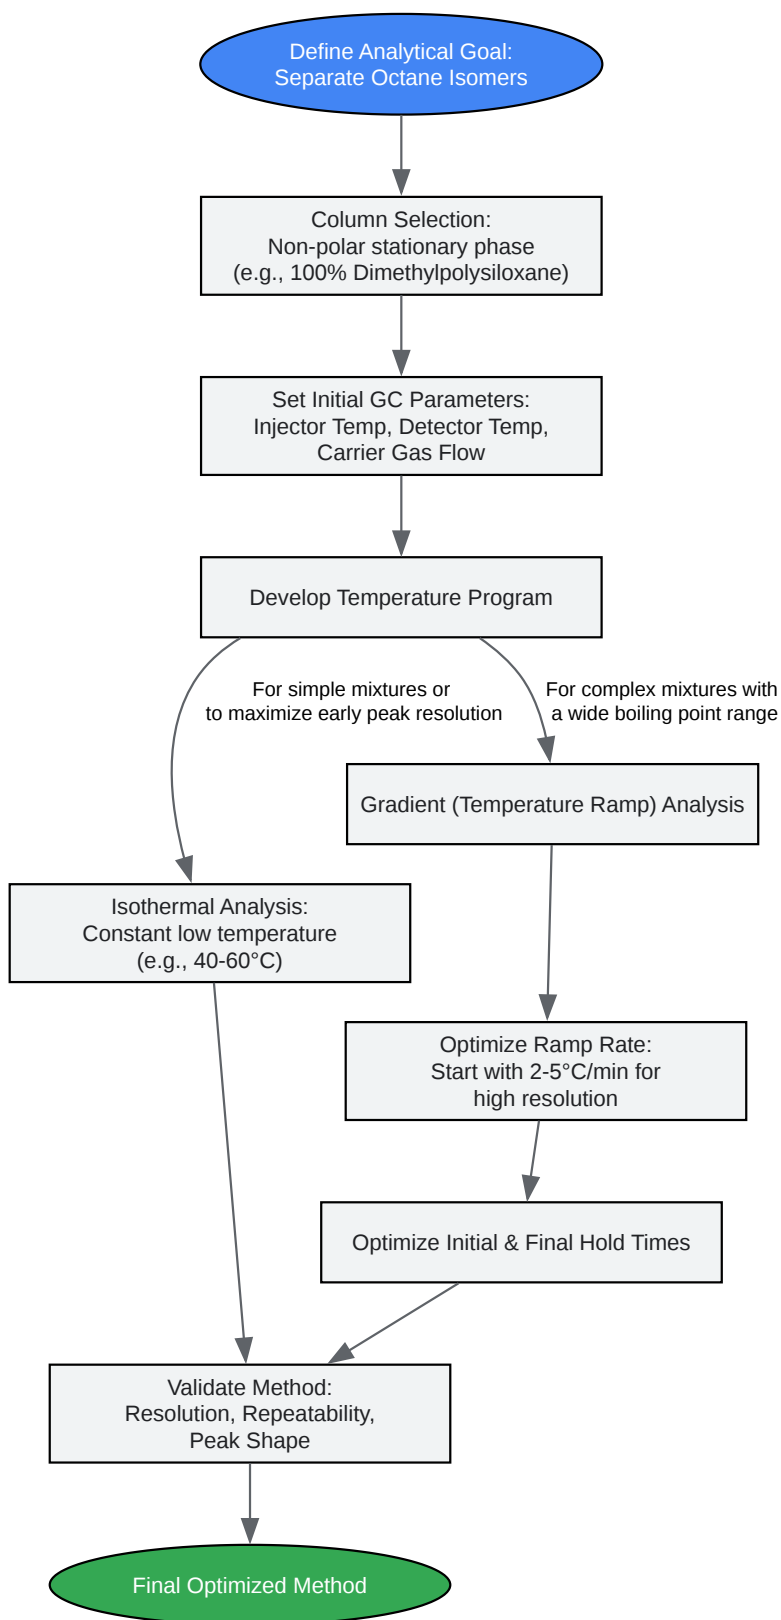 Define Analytical Goal:
Separate Octane Isomers
Column Selection:
Non-polar stationary phase
(e.g., 100% Dimethylpolysiloxane)
Set Initial GC Parameters:
Injector Temp, Detector Temp,
Carrier Gas Flow
Develop Temperature Program
For simple mixtures or
to maximize early peak resolution
For complex mixtures with
a wide boiling point range
Gradient (Temperature Ramp) Analysis
Isothermal Analysis:
Constant low temperature
(e.g., 40-60°C)
Optimize Ramp Rate:
Start with 2-5°C/min for
high resolution
Optimize Initial & Final Hold Times
Validate Method:
Resolution, Repeatability,
Peak Shape
Final Optimized Method